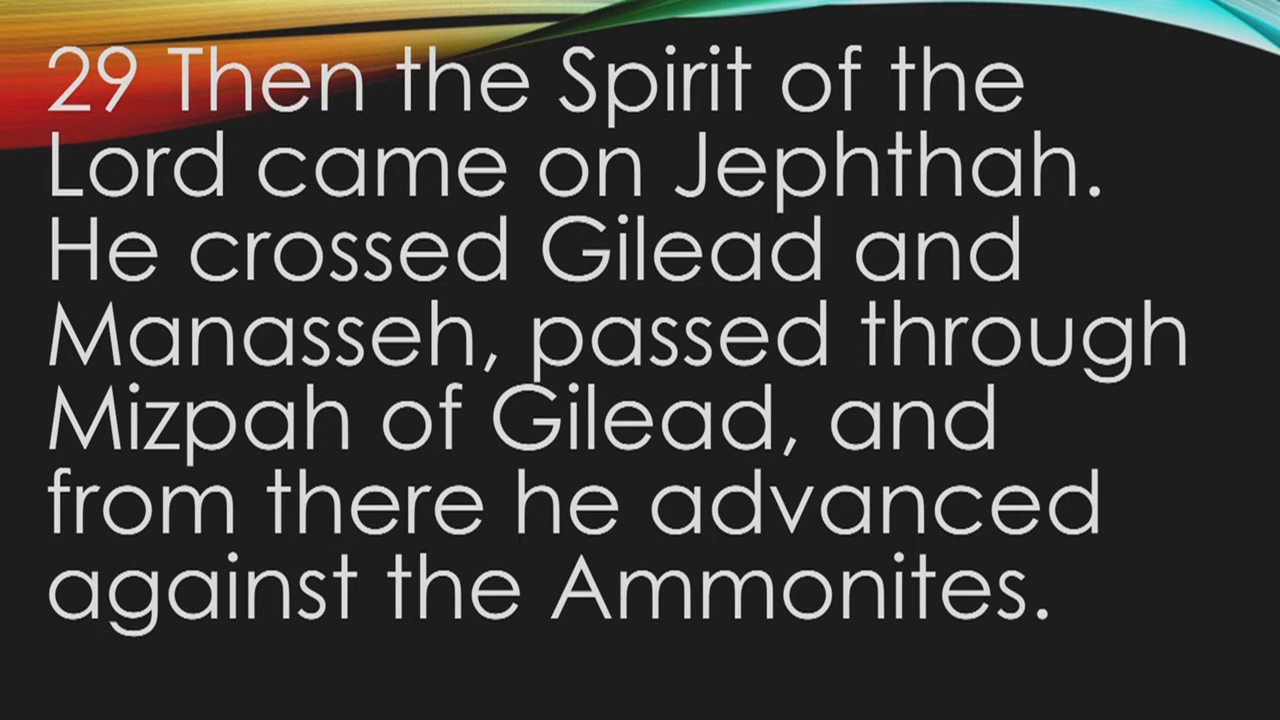 29 Then the Spirit of the
Lord came on Jephthah.
He crossed Gilead and
Manasseh, passed through
Mizpah of Gilead, and
from there he advanced
against the Ammonites.